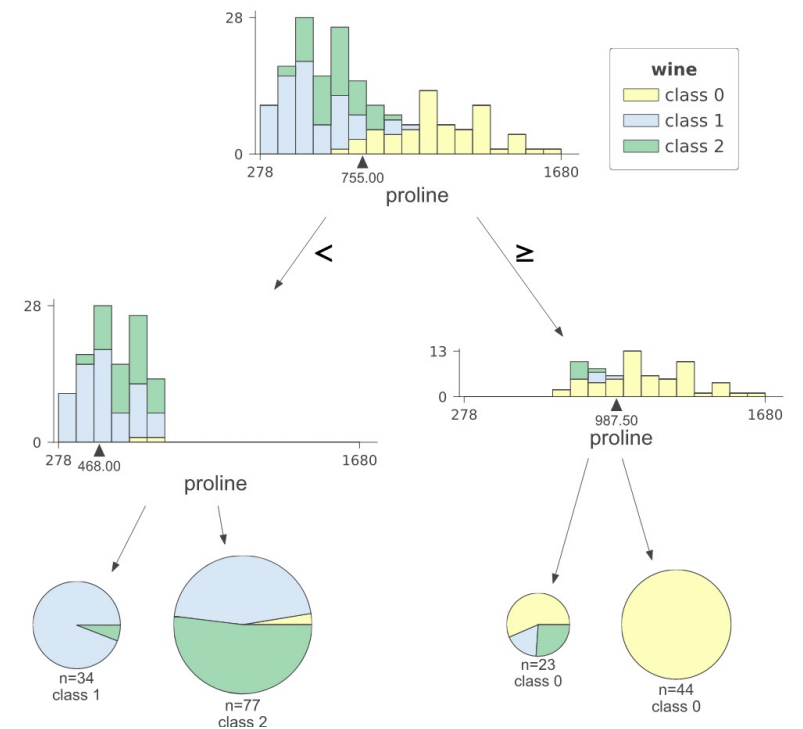 28
0
278
755.00
1680
proline
wine
class 0
class 1
class 2
<
≥
28
0
278
468.00
1680
proline
13
0
278
987.50
1680
proline
n=34
class 1
n=77
class 2
n=23
class 0
n=44
class 0